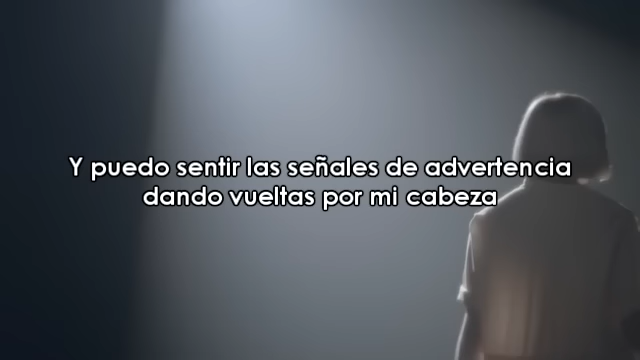 Y puedo sentir las señales de advertencia
dando vueltas por mi cabeza